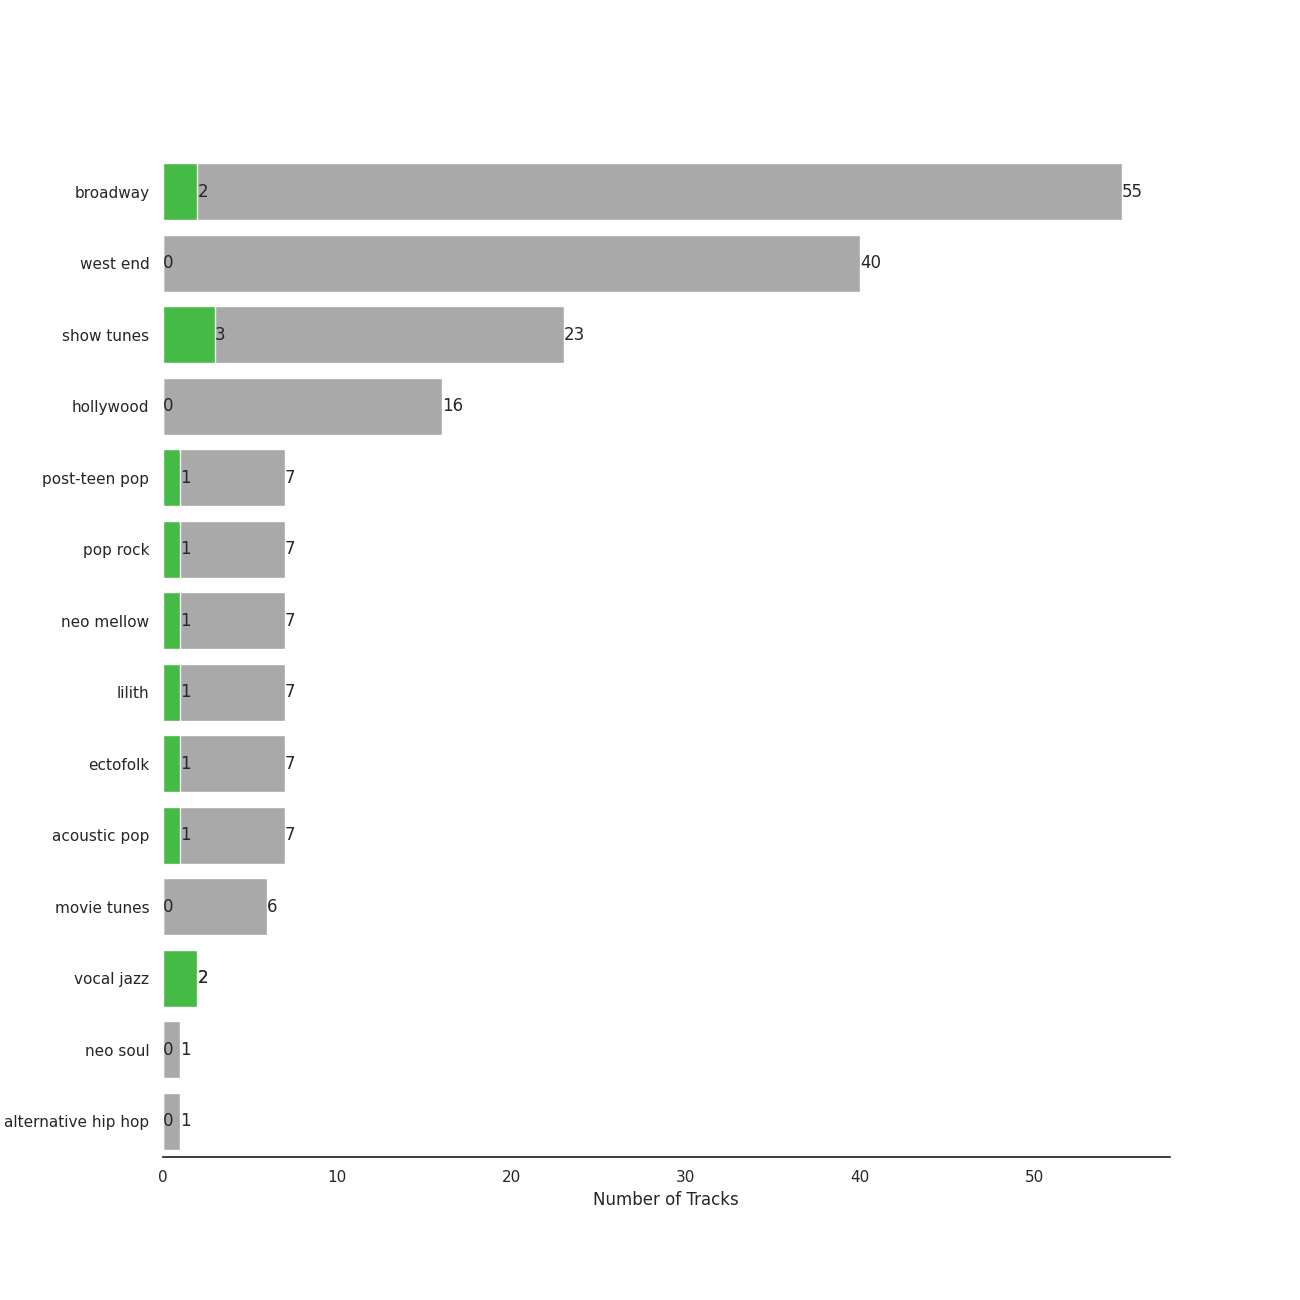 broadway 2 55
west end 0 40
show tunes 3 23
hollywood 0 16
post-teen pop 1 7
pop rock 1 7
neo mellow 1 7
lilith 1 7
ectofolk 1 7
acoustic pop 1 7
movie tunes 0 6
vocal jazz 2
neo soul 0 1
alternative hip hop 0 1
0 10 20 30 40 50
Number of Tracks